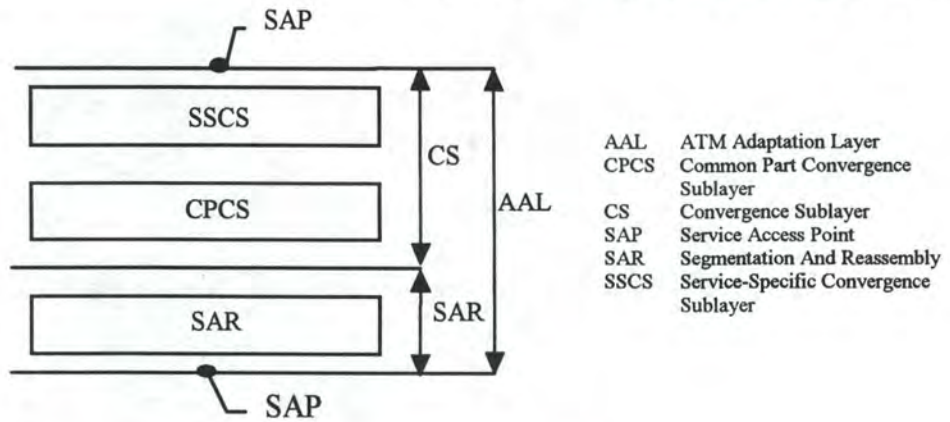 SAP
SSCS
CS
CPCS
AAL
SAR
SAR
SAP
AAL ATM Adaptation Layer
CPCS Common Part Convergence
Sublayer
CS Convergence Sublayer
SAP Service Access Point
SAR Segmentation And Reassembly
SSCS Service-Specific Convergence
Sublayer